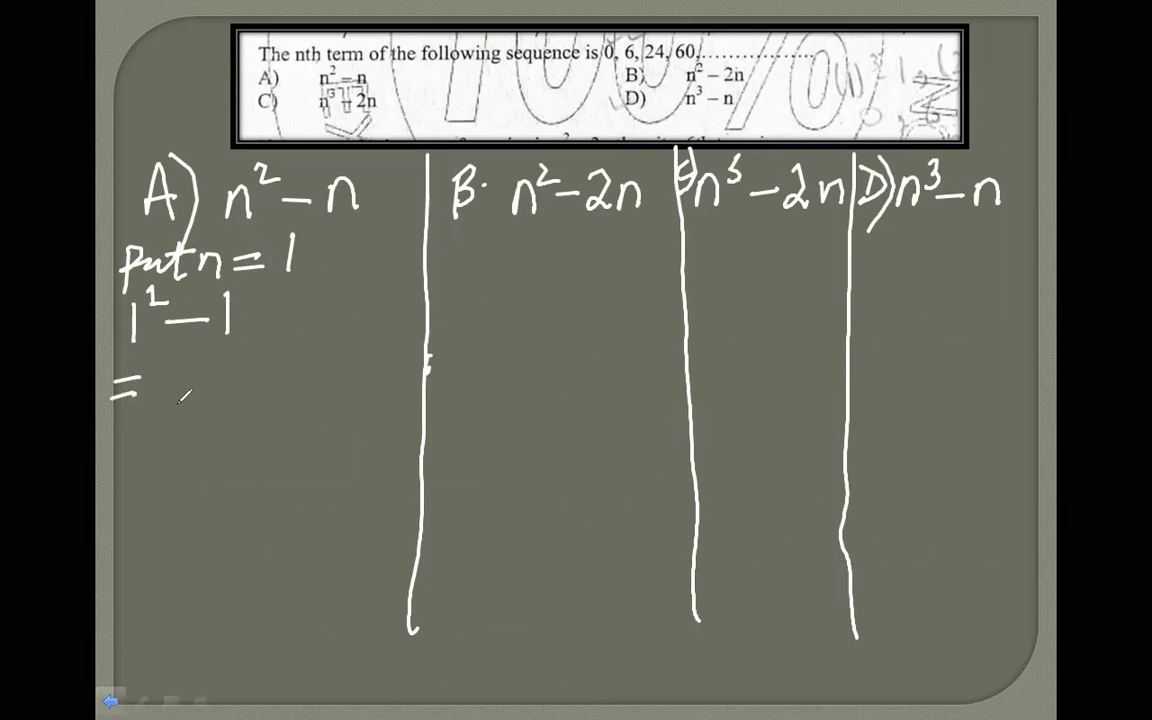 The nth term of the following sequence is 0, 6, 24, 60,..................
A) n² – n B) n² – 2n
C) n³ – 2n D) n³ – n
A) n² – n B. n² – 2n n³ – 2n D) n³ – n
Put n = 1
1² – 1
=